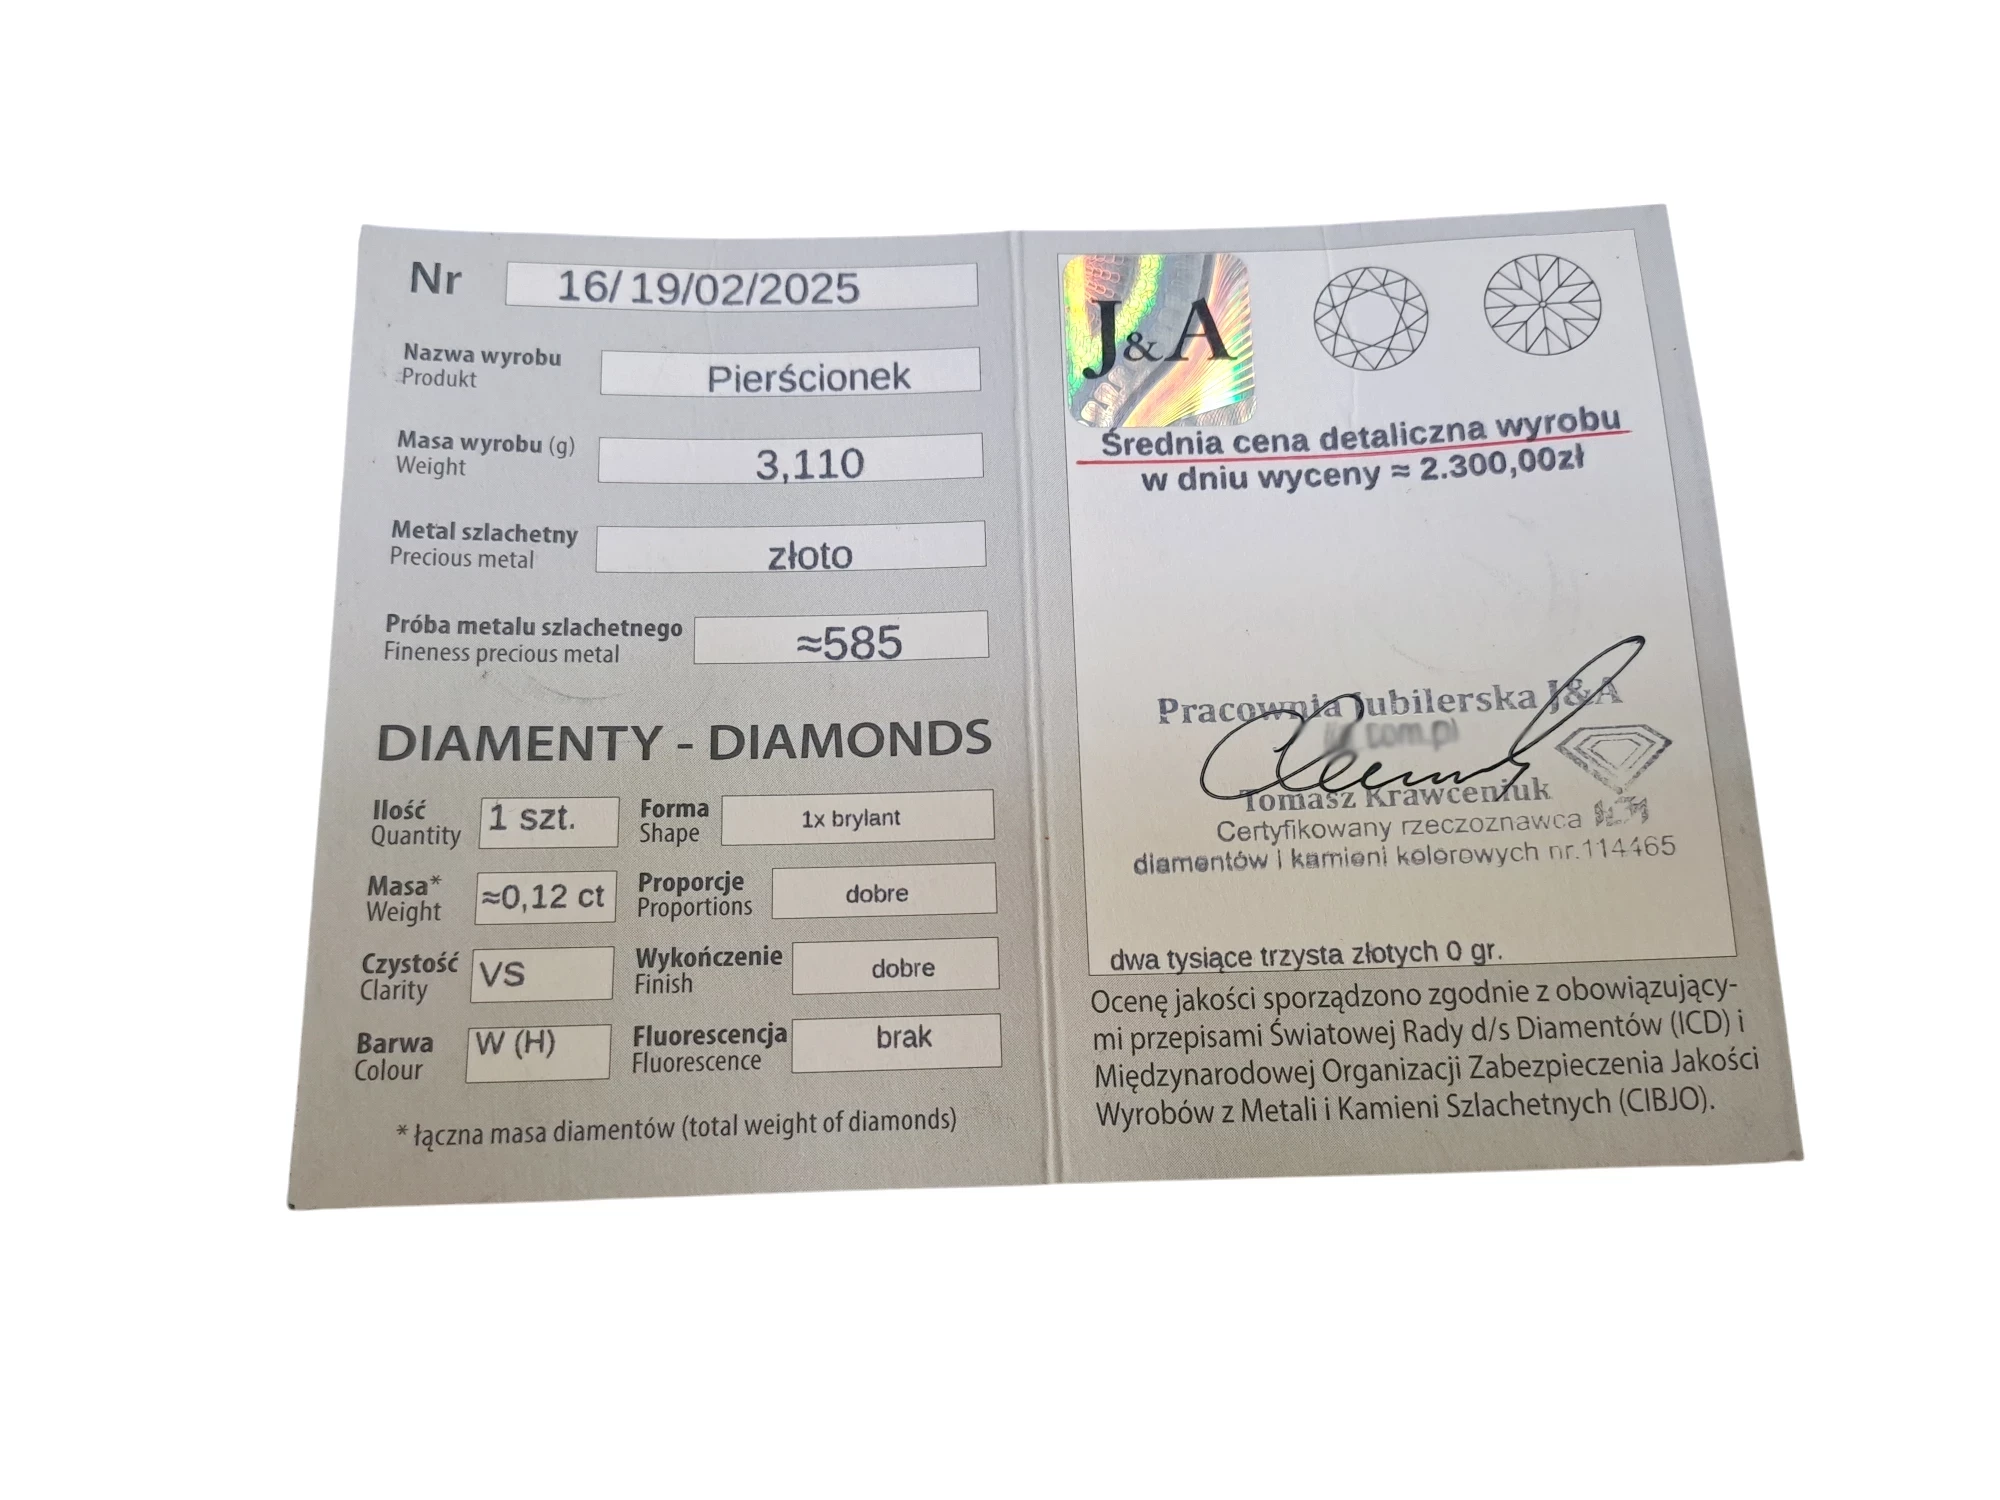 Nr 16/ 19/02/2025
Nazwa wyrobu
Produkt
Pierścionek
Masa wyrobu (g)
Weight
3,110
Metal szlachetny
Precious metal
złoto
Próba metalu szlachetnego
Fineness precious metal
≈585
DIAMENTY - DIAMONDS
Ilość
Quantity
1 szt.
Forma
Shape
1x brylant
Masa*
Weight
≈0,12 ct
Proporcje
Proportions
dobre
Czystość
Clarity
VS
Wykończenie
Finish
dobre
Barwa
Colour
W (H)
Fluorescencja
Fluorescence
brak
* łączna masa diamentów (total weight of diamonds)
J&A
Średnia cena detaliczna wyrobu
w dniu wyceny ≈ 2.300,00zł
Pracownia Jubilerska J&A
.com.pl
Tomasz Krawceniuk
Certyfikowany rzeczoznawca
diamentów i kamieni kolorowych nr.114465
dwa tysiące trzysta złotych 0 gr.
Ocenę jakości sporządzono zgodnie z obowiązujący-
mi przepisami Światowej Rady d/s Diamentów (ICD) i
Międzynarodowej Organizacji Zabezpieczenia Jakości
Wyrobów z Metali i Kamieni Szlachetnych (CIBJO).